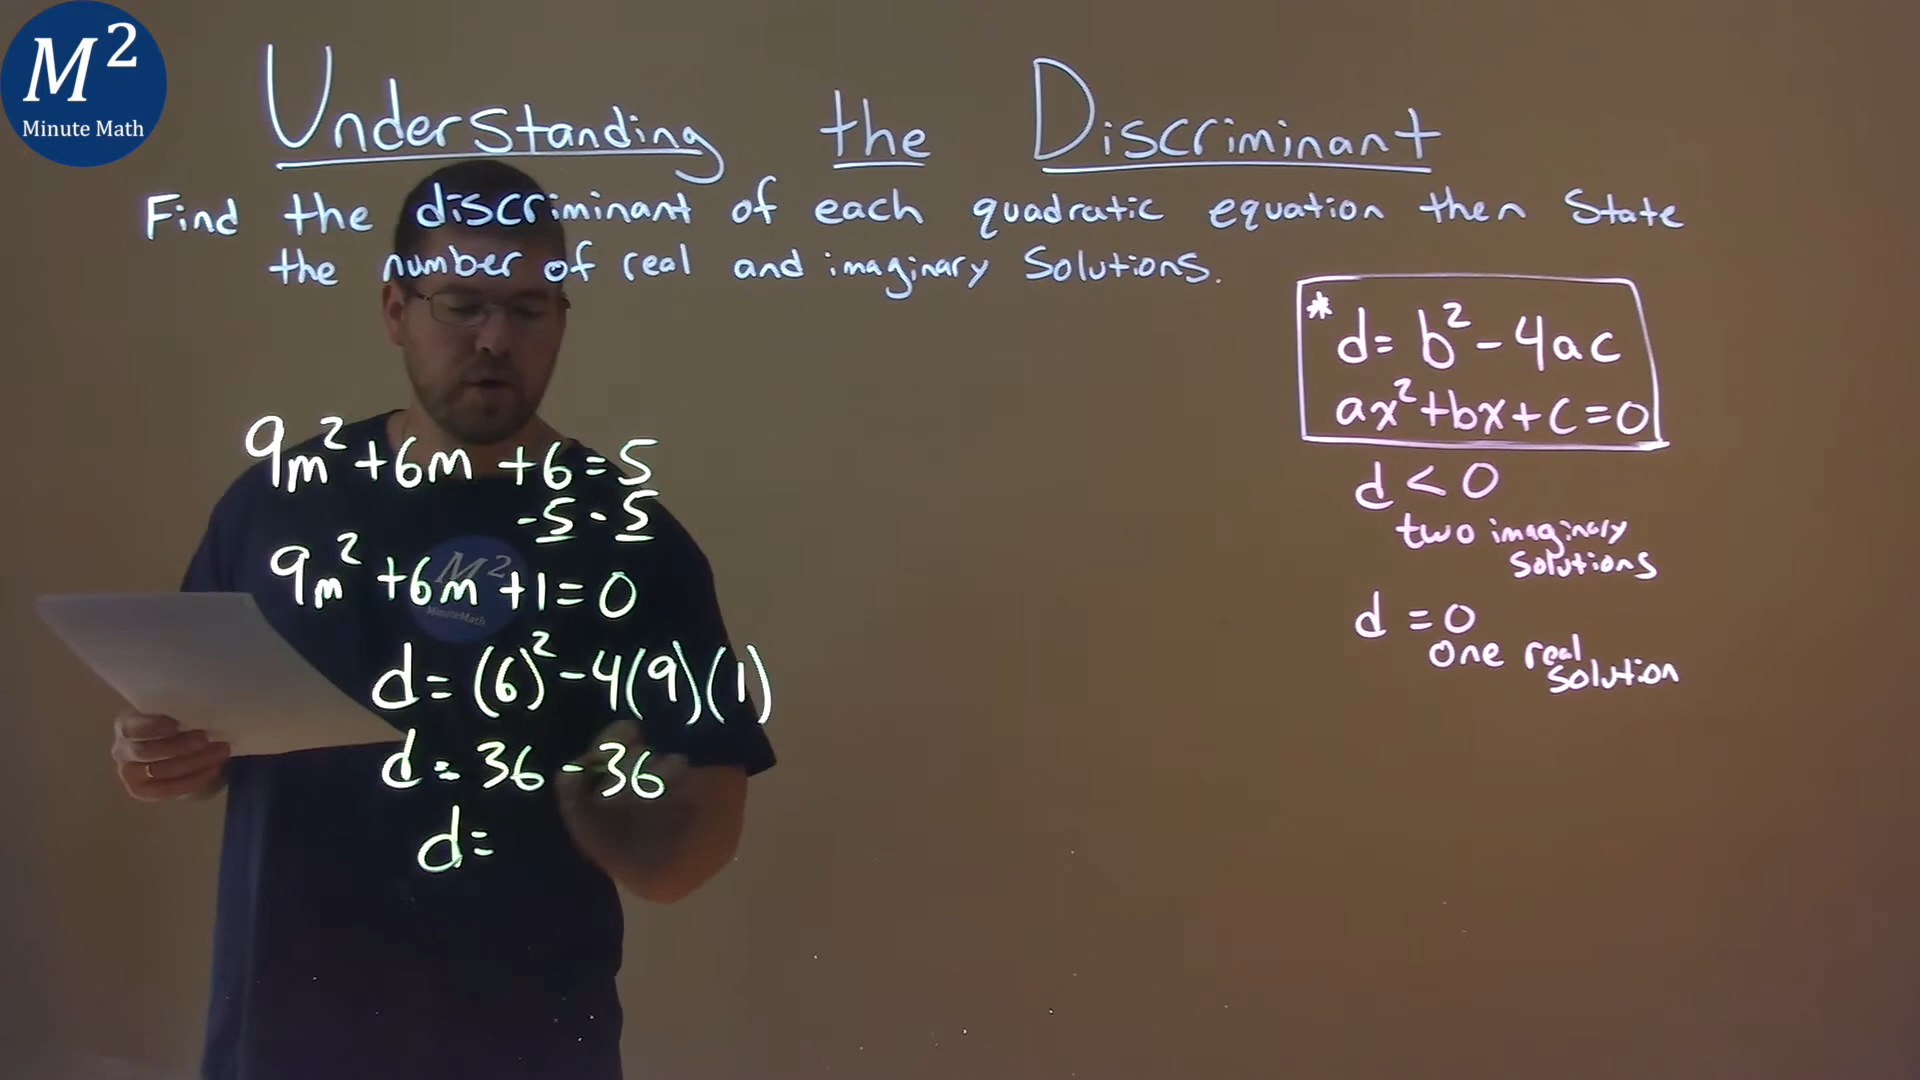 M²
Minute Math
Understanding the Discriminant
Find the discriminant of each quadratic equation then State
the number of real and imaginary Solutions.
* d = b² - 4ac
ax² + bx + c = 0
d < 0
two imaginary
solutions
d = 0
one real
solution
9m² + 6m + 6 = 5
-5 - 5
9m² + 6m + 1 = 0
M²
MinuteMath
d = (6)² - 4(9)(1)
d = 36 - 36
d =